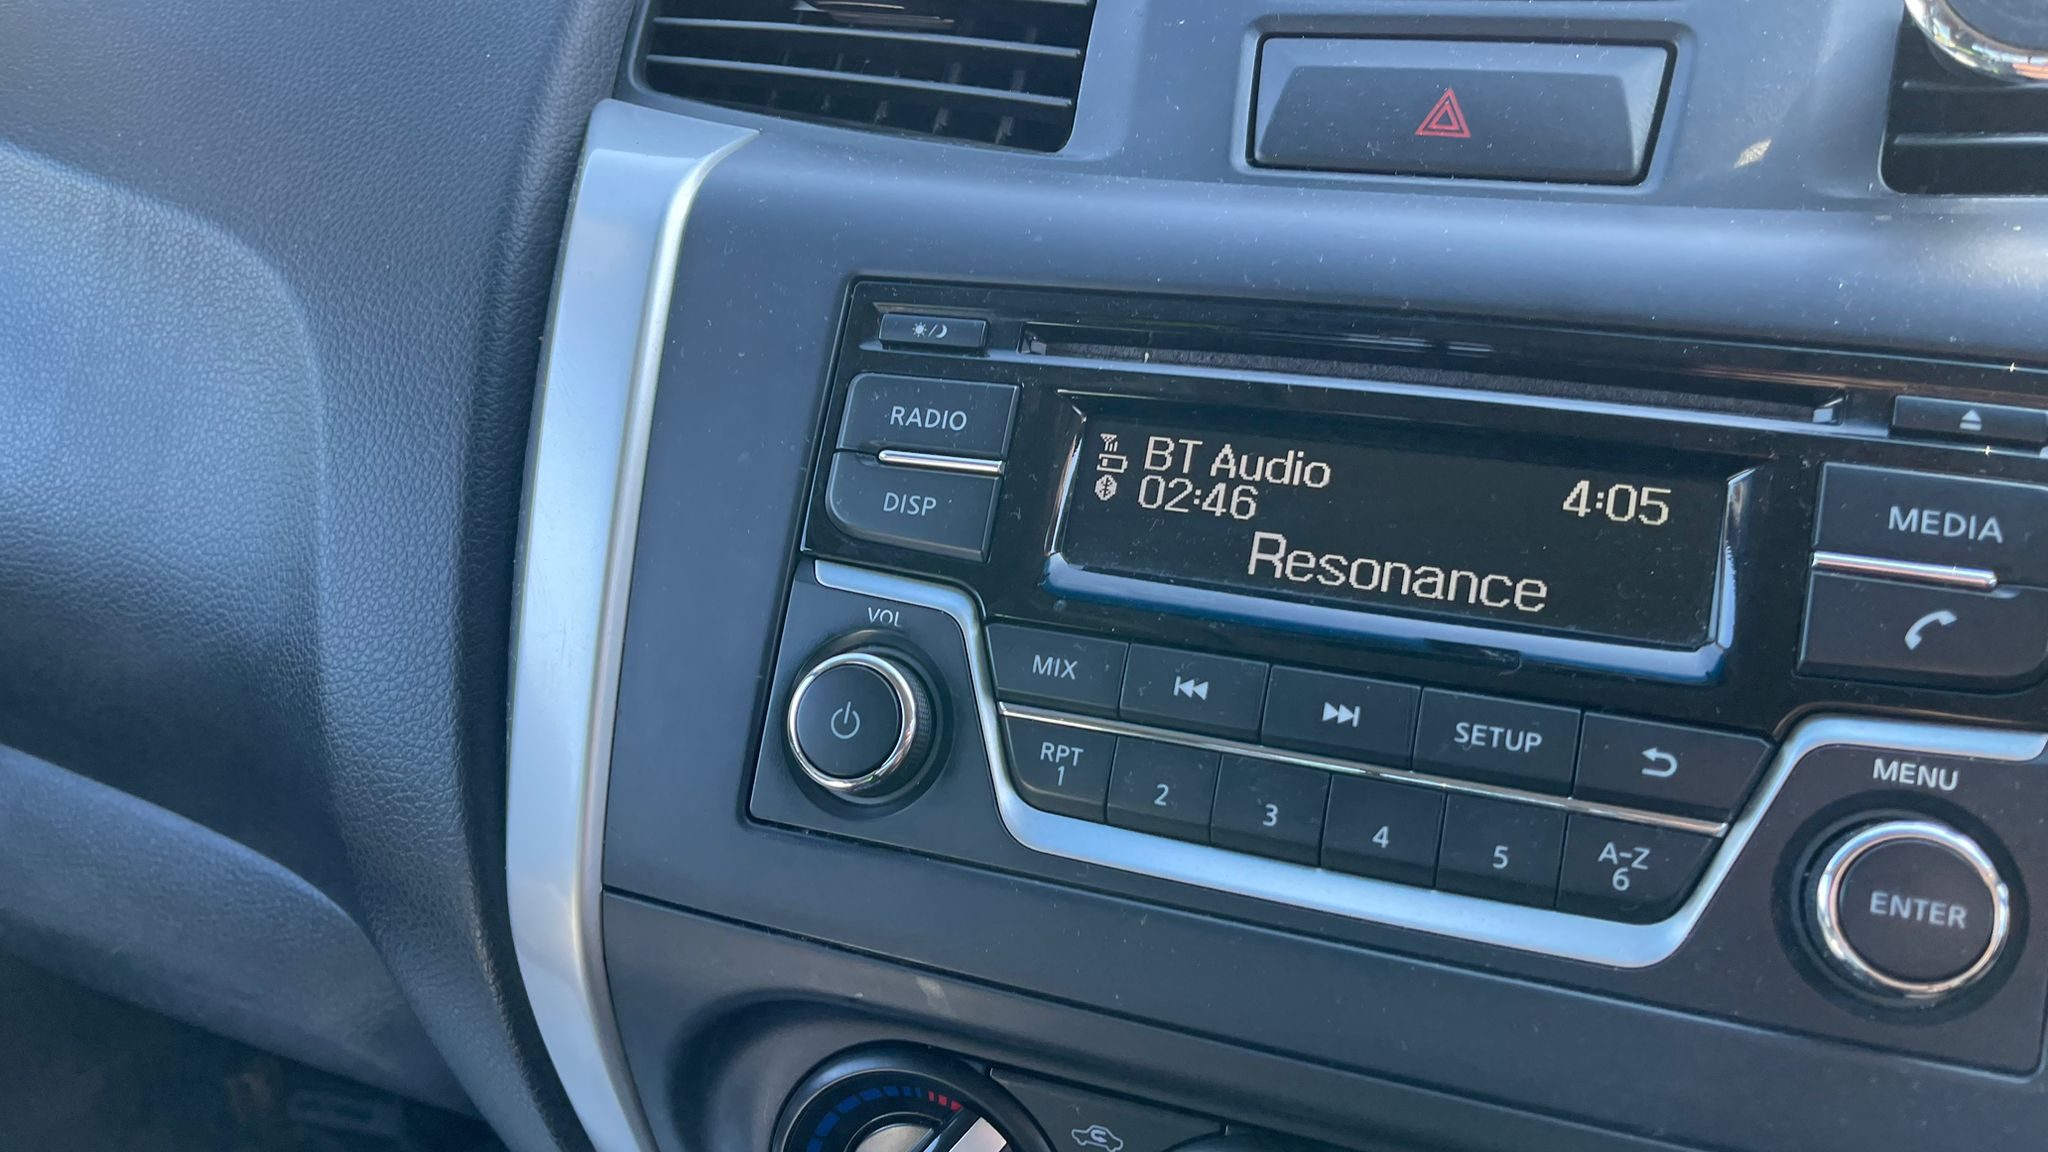 RADIO
DISP
BT Audio
02:46
4:05
Resonance
MEDIA
VOL
MIX
SETUP
RPT
1
2
3
4
5
A-Z
6
MENU
ENTER